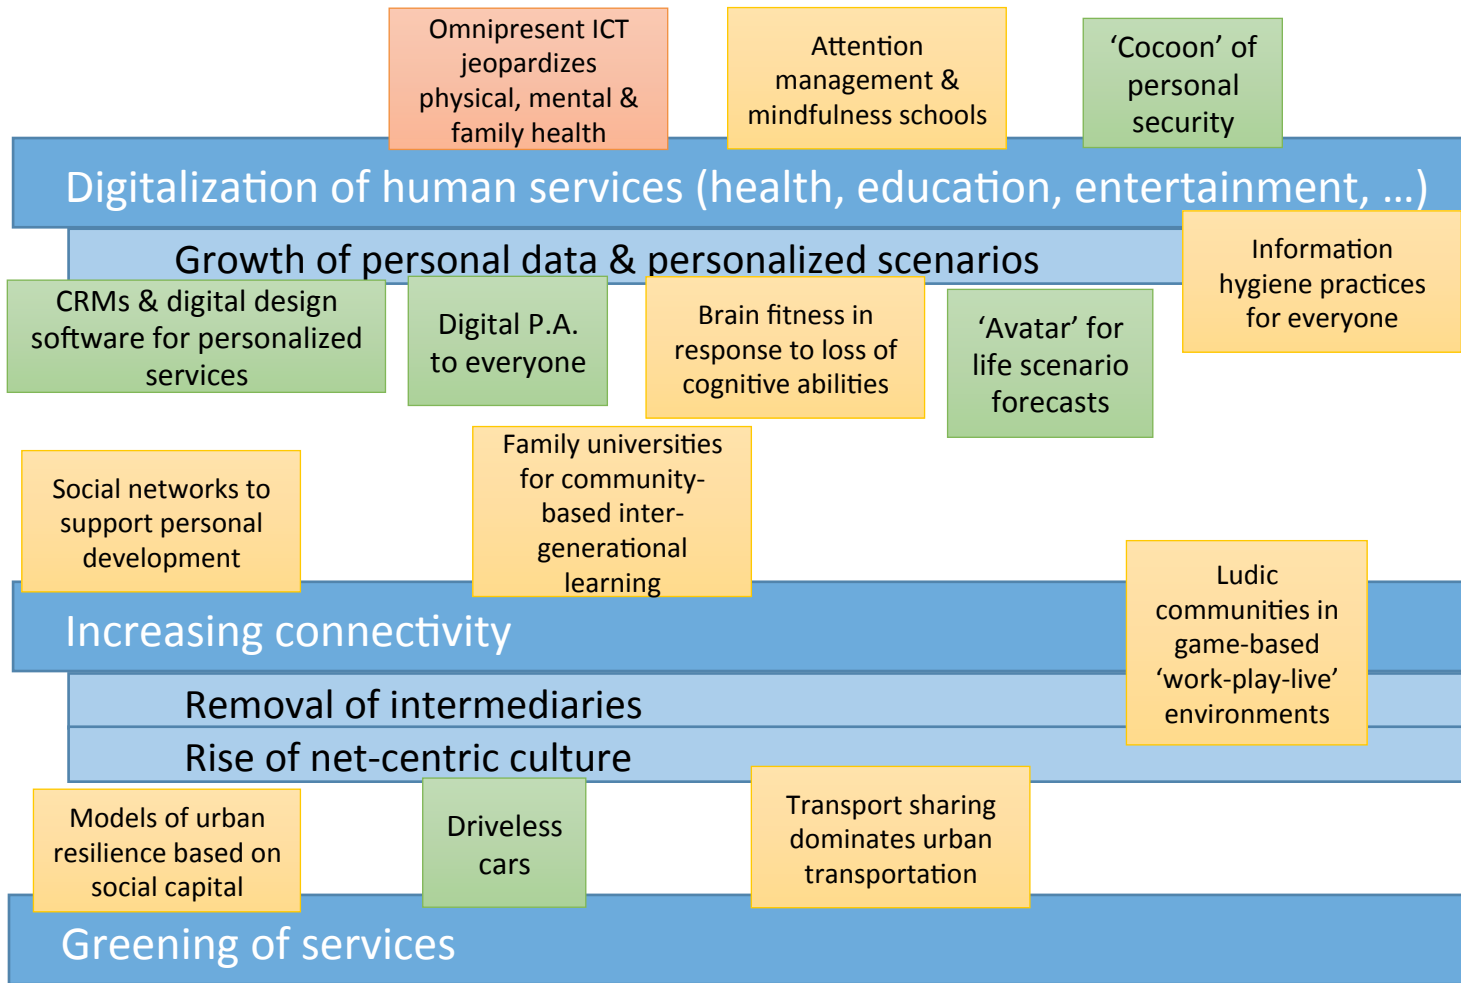 Omnipresent ICT
jeopardizes
physical, mental &
family health
Attention
management &
mindfulness schools
‘Cocoon’ of
personal
security
Digitalization of human services (health, education, entertainment, …)
Growth of personal data & personalized scenarios
Information
hygiene practices
for everyone
CRMs & digital design
software for personalized
services
Digital P.A.
to everyone
Brain fitness in
response to loss of
cognitive abilities
‘Avatar’ for
life scenario
forecasts
Social networks to
support personal
development
Family universities
for community-
based inter-
generational
learning
Ludic
communities in
game-based
‘work-play-live’
environments
Increasing connectivity
Removal of intermediaries
Rise of net-centric culture
Models of urban
resilience based on
social capital
Driveless
cars
Transport sharing
dominates urban
transportation
Greening of services